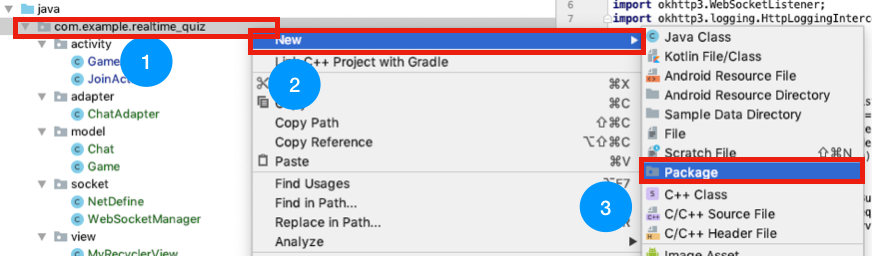 java
com.example.realtime_quiz
activity
Game
JoinAct
adapter
ChatAdapter
model
Chat
Game
socket
NetDefine
WebSocketManager
view
MyRecyclerView
1
New
C++ Project with Gradle
⌘X
2
⌘C
Copy Path ⇧⌘C
Copy Reference ⌥⇧⌘C
Paste ⌘V
Find Usages
Find in Path...
Replace in Path...
Analyze
3
6 import okhttp3.WebSocketListener;
7 import okhttp3.logging.HttpLoggingInterc
Java Class
Kotlin File/Class
Android Resource File
Android Resource Directory
Sample Data Directory
File
Scratch File ⇧⌘N
Package
C++ Class
C/C++ Source File
C/C++ Header File
Image Asset